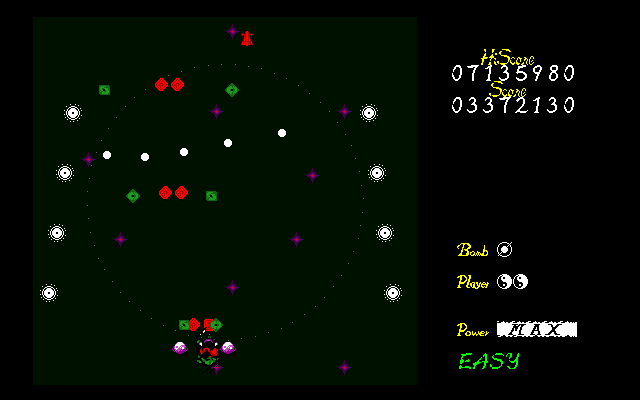 HiScore
07135980
Score
03372130
Bomb
Player
Power MAX
EASY